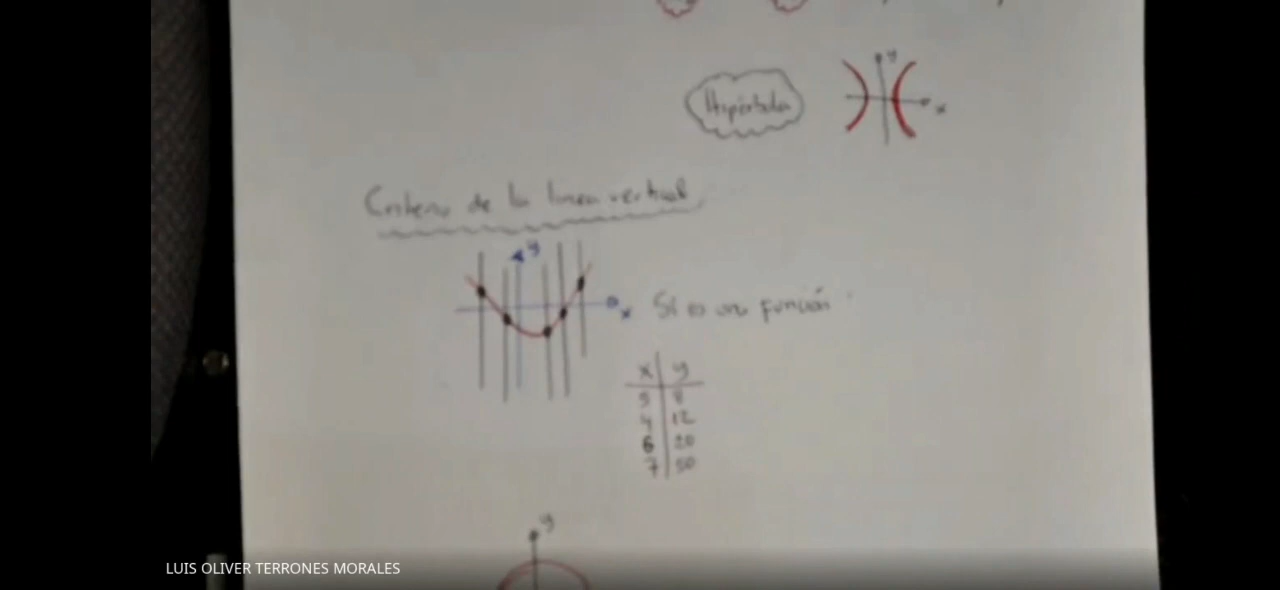 y
Hipérbola
x
Criterio de la línea vertical
y
x
Sí es una función
x y
8
4 12
6 20
7 50
y
LUIS OLIVER TERRONES MORALES